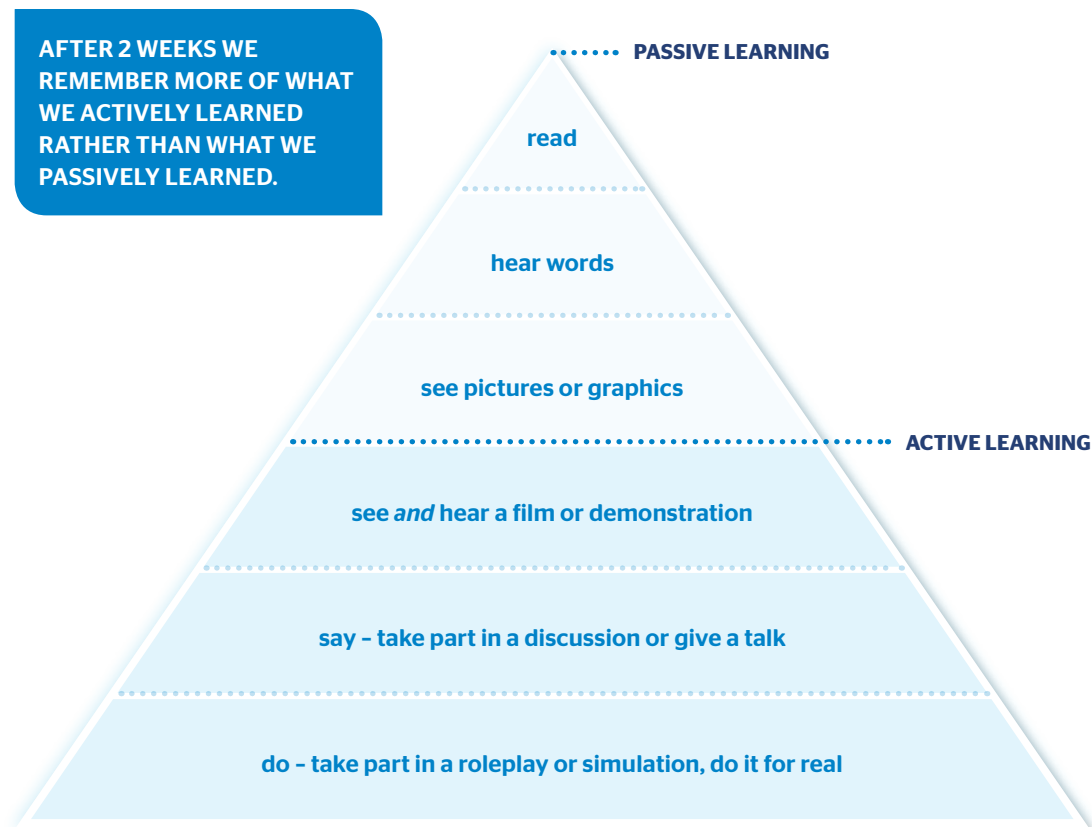 AFTER 2 WEEKS WE
REMEMBER MORE OF WHAT
WE ACTIVELY LEARNED
RATHER THAN WHAT WE
PASSIVELY LEARNED.
PASSIVE LEARNING
read
hear words
see pictures or graphics
ACTIVE LEARNING
see and hear a film or demonstration
say – take part in a discussion or give a talk
do – take part in a roleplay or simulation, do it for real